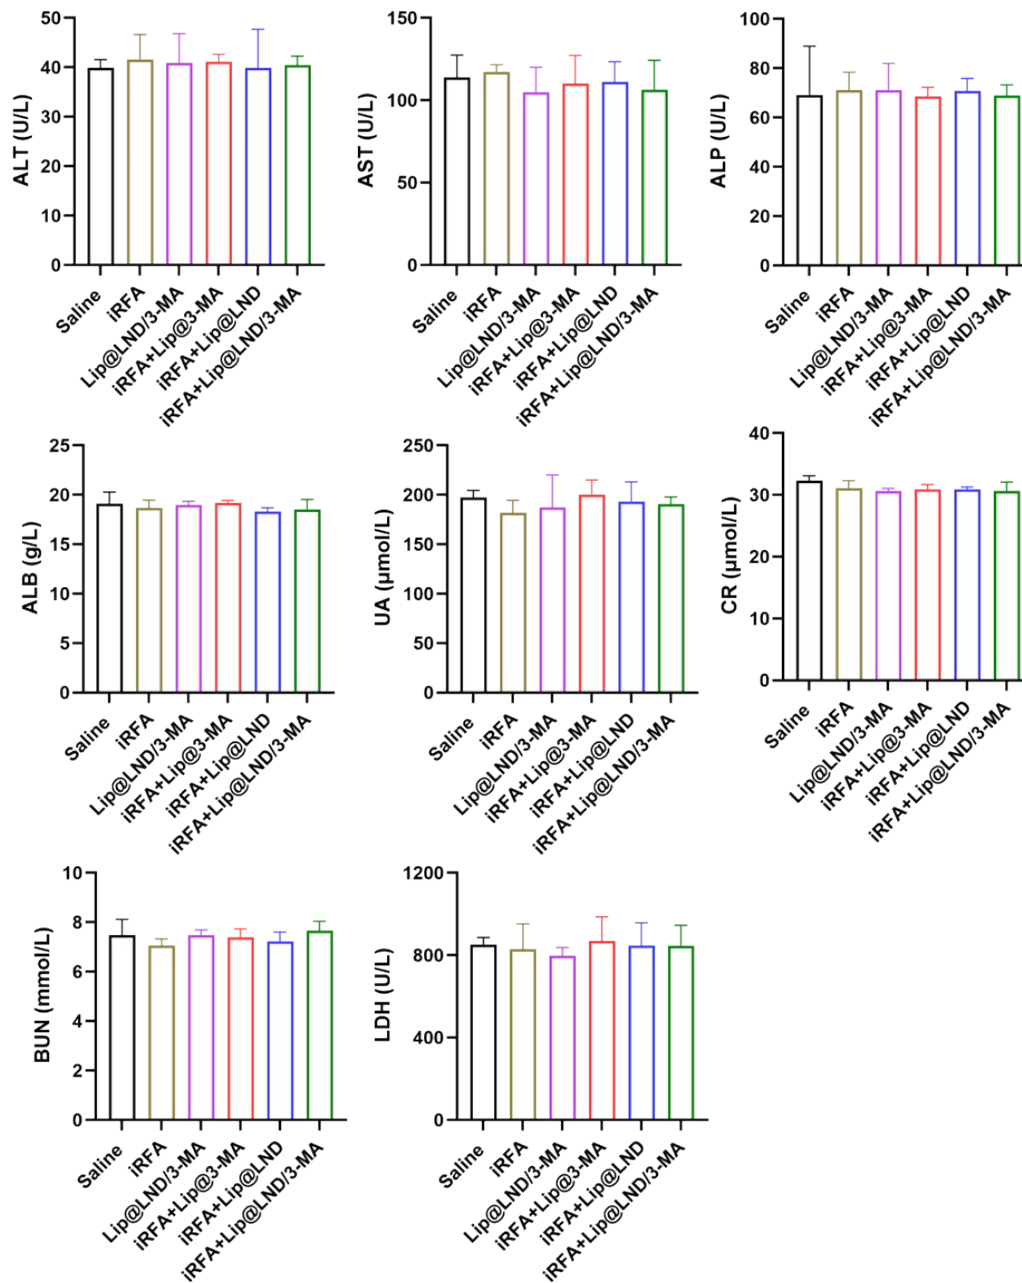 ALT (U/L)
50
40
30
20
10
0
Saline
iRFA
Lip@LND/3-MA
iRFA+Lip@3-MA
iRFA+Lip@LND
iRFA+Lip@LND/3-MA
AST (U/L)
150
100
50
0
Saline
iRFA
Lip@LND/3-MA
iRFA+Lip@3-MA
iRFA+Lip@LND
iRFA+Lip@LND/3-MA
ALP (U/L)
100
80
60
40
20
0
Saline
iRFA
Lip@LND/3-MA
iRFA+Lip@3-MA
iRFA+Lip@LND
iRFA+Lip@LND/3-MA
ALB (g/L)
25
20
15
10
5
0
Saline
iRFA
Lip@LND/3-MA
iRFA+Lip@3-MA
iRFA+Lip@LND
iRFA+Lip@LND/3-MA
UA (μmol/L)
250
200
150
100
50
0
Saline
iRFA
Lip@LND/3-MA
iRFA+Lip@3-MA
iRFA+Lip@LND
iRFA+Lip@LND/3-MA
CR (μmol/L)
40
30
20
10
0
Saline
iRFA
Lip@LND/3-MA
iRFA+Lip@3-MA
iRFA+Lip@LND
iRFA+Lip@LND/3-MA
BUN (mmol/L)
10
8
6
4
2
0
Saline
iRFA
Lip@LND/3-MA
iRFA+Lip@3-MA
iRFA+Lip@LND
iRFA+Lip@LND/3-MA
LDH (U/L)
1200
800
400
0
Saline
iRFA
Lip@LND/3-MA
iRFA+Lip@3-MA
iRFA+Lip@LND
iRFA+Lip@LND/3-MA